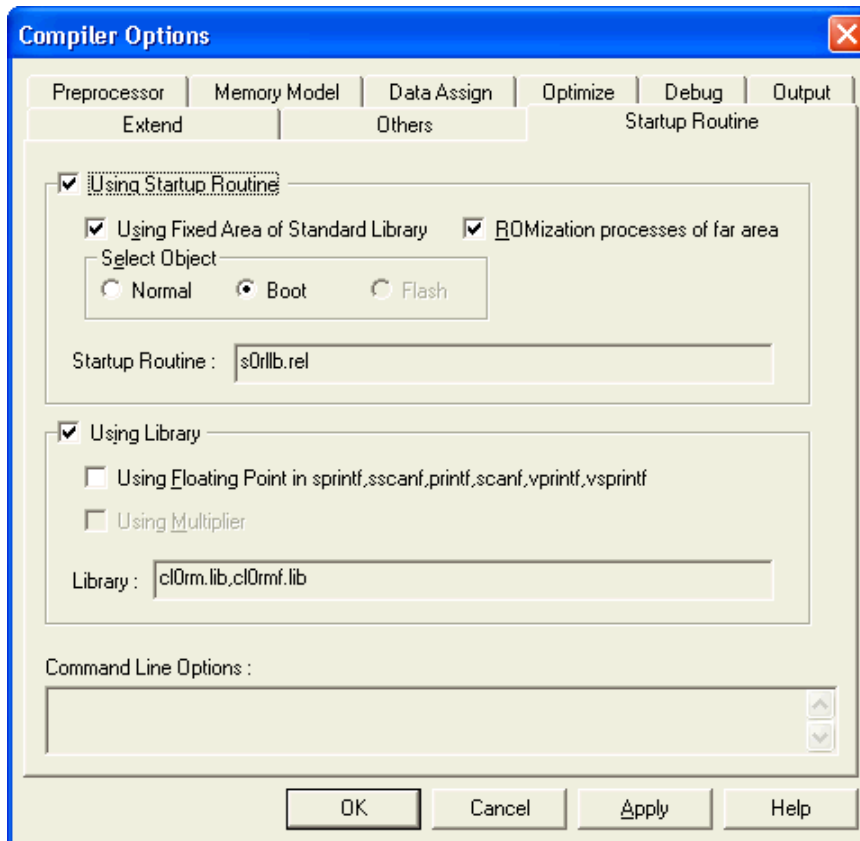 Compiler Options
Preprocessor Memory Model Data Assign Optimize Debug Output
Extend Others Startup Routine
Using Startup Routine
Using Fixed Area of Standard Library ROMization processes of far area
Select Object
Normal Boot Flash
Startup Routine : s0rllb.rel
Using Library
Using Floating Point in sprintf,sscanf,printf,scanf,vprintf,vsprintf
Using Multiplier
Library : cl0rm.lib,cl0rmf.lib
Command Line Options :
OK Cancel Apply Help